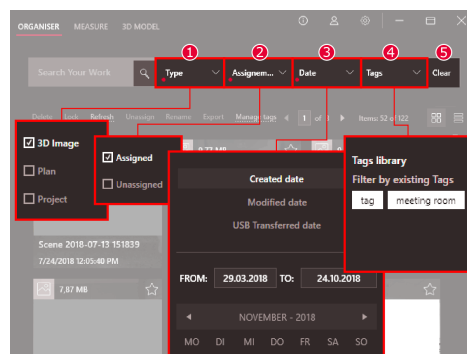 ORGANISER MEASURE 3D MODEL
1 2 3 4 5
Search Your Work Type Assignem... Date Tags Clear
Delete Link Refresh Unassign Rename Export Manage tags 1 of Items: 52 of 122
3D Image
Plan
Project
Assigned
Unassigned
Created date
Modified date
USB Transferred date
FROM: 29.03.2018 TO: 24.10.2018
NOVEMBER - 2018
MO DI MI DO FR SA SO
Tags library
Filter by existing Tags
tag meeting room
Scene 2018-07-13 151839
7/24/2018 12:05:40 PM
7,87 MB